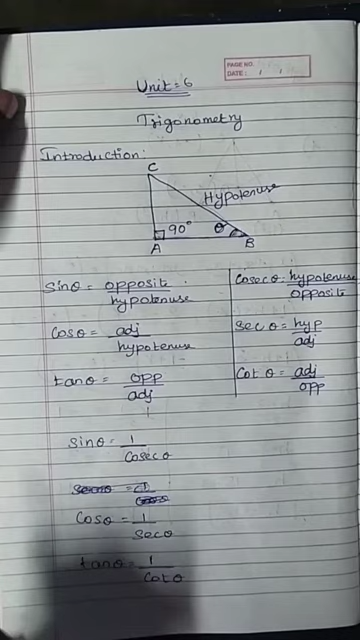 PAGE NO.
DATE : / /
Unit = 6
Trigonometry
Introduction:
C
Hypotenuse
90° θ
A B
sinθ = opposite/hypotenuse
cosecθ = hypotenuse/opposite
cosθ = adj/hypotenuse
secθ = hyp/adj
tanθ = opp/adj
cotθ = adj/opp
sinθ = 1/cosecθ
cosθ = 1/secθ
tanθ = 1/cotθ